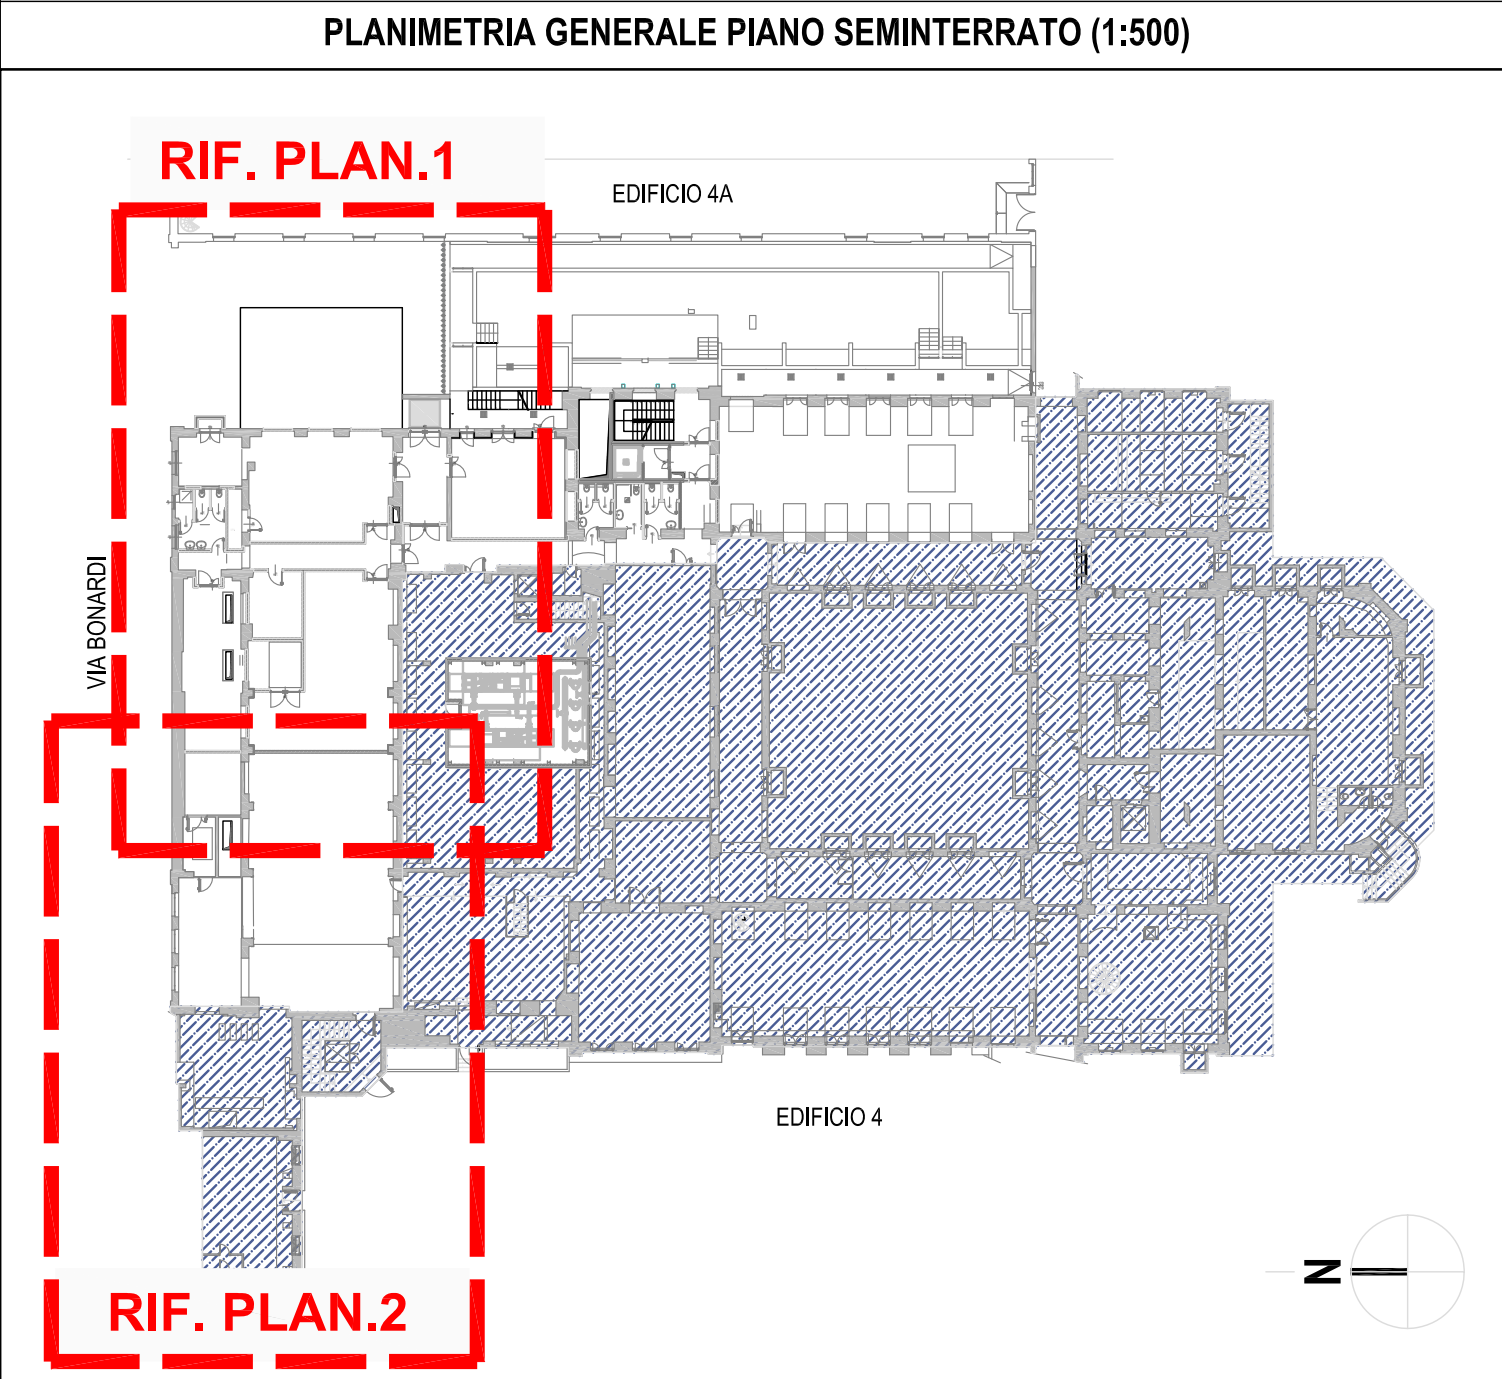 PLANIMETRIA GENERALE PIANO SEMINTERRATO (1:500)
RIF. PLAN.1
EDIFICIO 4A
VIA BONARDI
EDIFICIO 4
N
RIF. PLAN.2